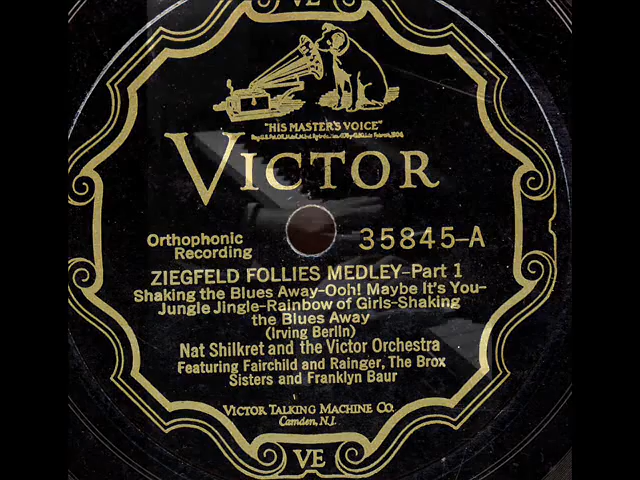 VE
"HIS MASTER'S VOICE"
VICTOR
Orthophonic
Recording
35845-A
ZIEGFELD FOLLIES MEDLEY-Part 1
Shaking the Blues Away-Ooh! Maybe It's You-
Jungle Jingle-Rainbow of Girls-Shaking
the Blues Away
(Irving Berlin)
Nat Shilkret and the Victor Orchestra
Featuring Fairchild and Rainger, The Brox
Sisters and Franklyn Baur
VICTOR TALKING MACHINE CO.
Camden, N.J.
VE